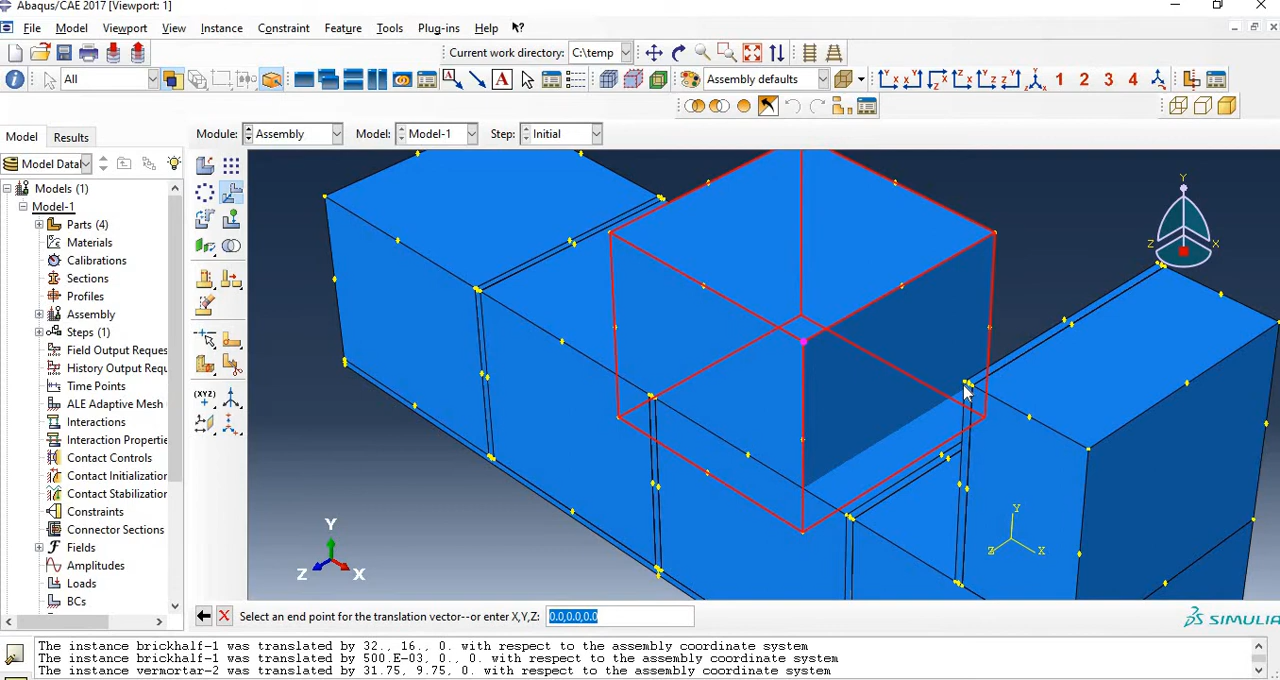 Abaqus/CAE 2017 [Viewport: 1]
File Model Viewport View Instance Constraint Feature Tools Plug-ins Help
Current work directory: C:\temp
All Assembly defaults 1 2 3 4
Model Results Module: Assembly Model: Model-1 Step: Initial
Model Datal
Models (1)
Model-1
Parts (4)
Materials
Calibrations
Sections
Profiles
Assembly
Steps (1)
Field Output Reques
History Output Requ
Time Points
ALE Adaptive Mesh
Interactions
Interaction Propertie
Contact Controls
Contact Initialization
Contact Stabilization
Constraints
Connector Sections
Fields
Amplitudes
Loads
BCs
(XYZ)
Y
Z X
Y
Z X
Y
Z X
Select an end point for the translation vector--or enter X,Y,Z: 0.0,0.0,0.0
SIMULIA
The instance brickhalf-1 was translated by 32., 16., 0. with respect to the assembly coordinate system
The instance brickhalf-1 was translated by 500.E-03, 0., 0. with respect to the assembly coordinate system
The instance vermortar-2 was translated by 31.75, 9.75, 0. with respect to the assembly coordinate system